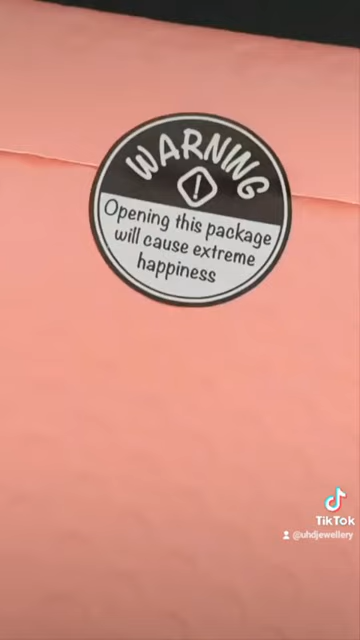 WARNING
!
Opening this package
will cause extreme
happiness
TikTok
@uhdjewellery